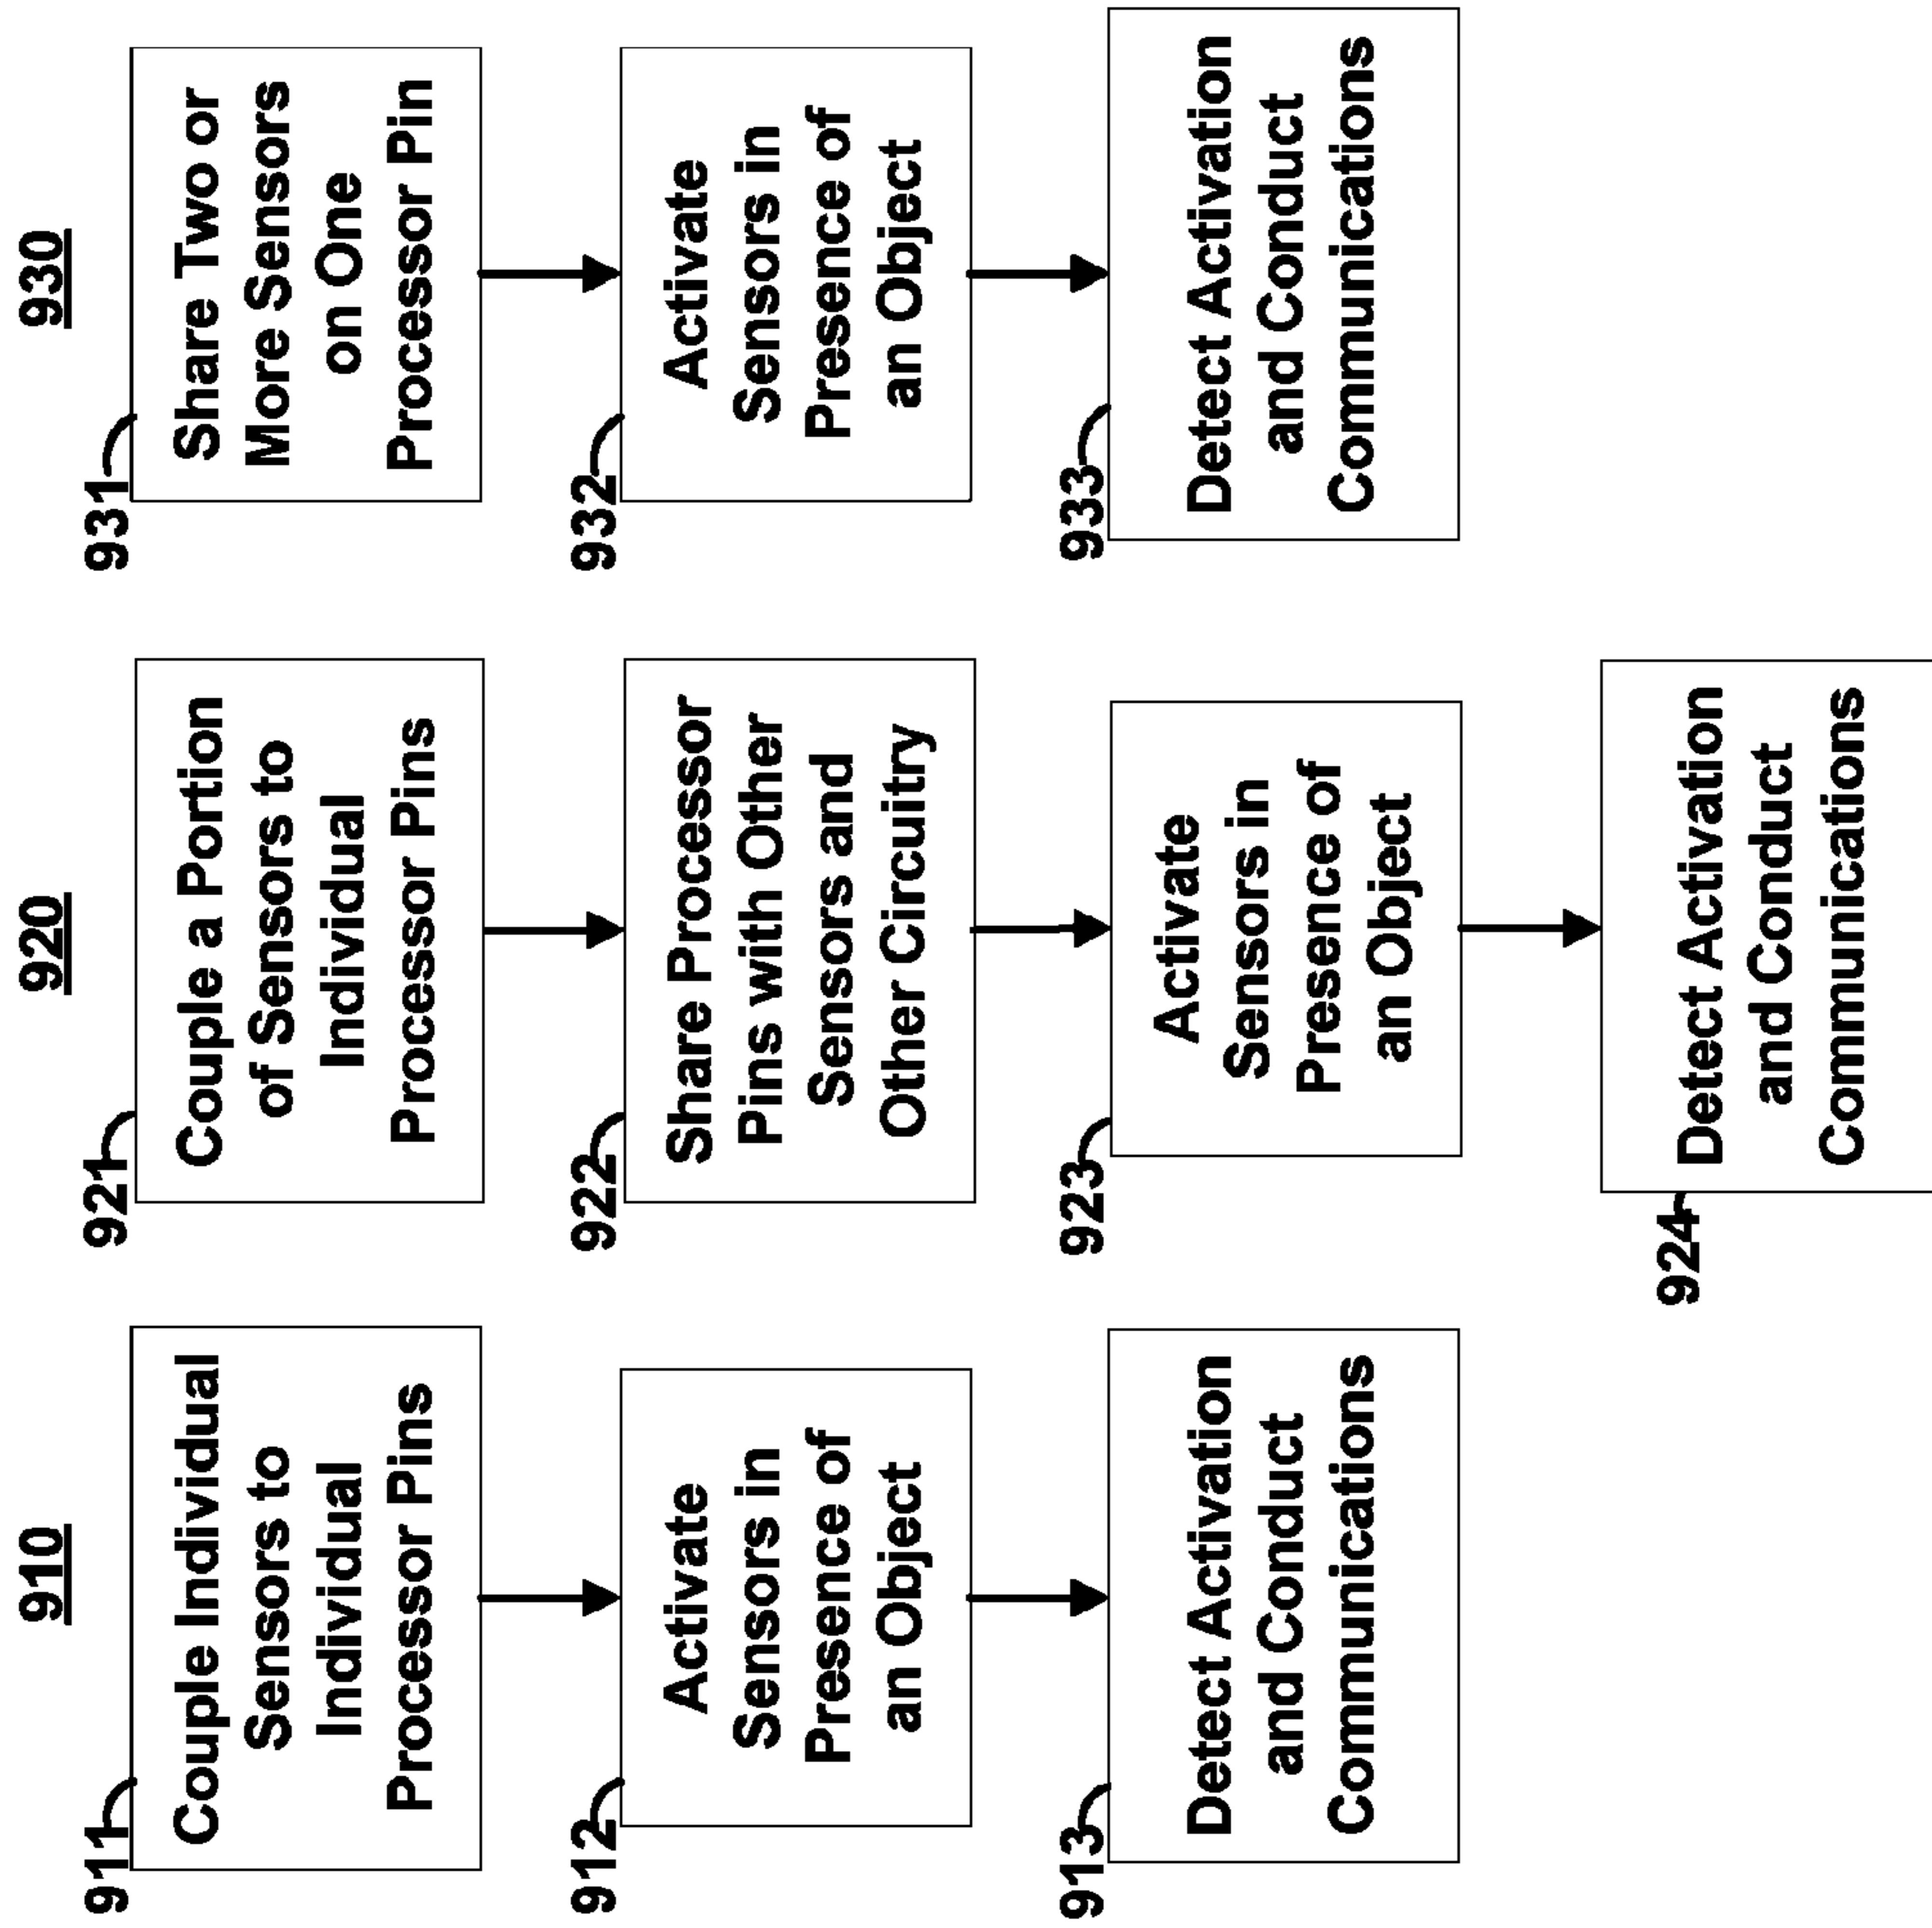 910
911
Couple Individual
Sensors to
Individual
Processor Pins
912
Activate
Sensors in
Presence of
an Object
913
Detect Activation
and Conduct
Communications
920
921
Couple a Portion
of Sensors to
Individual
Processor Pins
922
Share Processor
Pins with Other
Sensors and
Other Circuitry
923
Activate
Sensors in
Presence of
an Object
924
Detect Activation
and Conduct
Communications
930
931
Share Two or
More Sensors
on One
Processor Pin
932
Activate
Sensors in
Presence of
an Object
933
Detect Activation
and Conduct
Communications